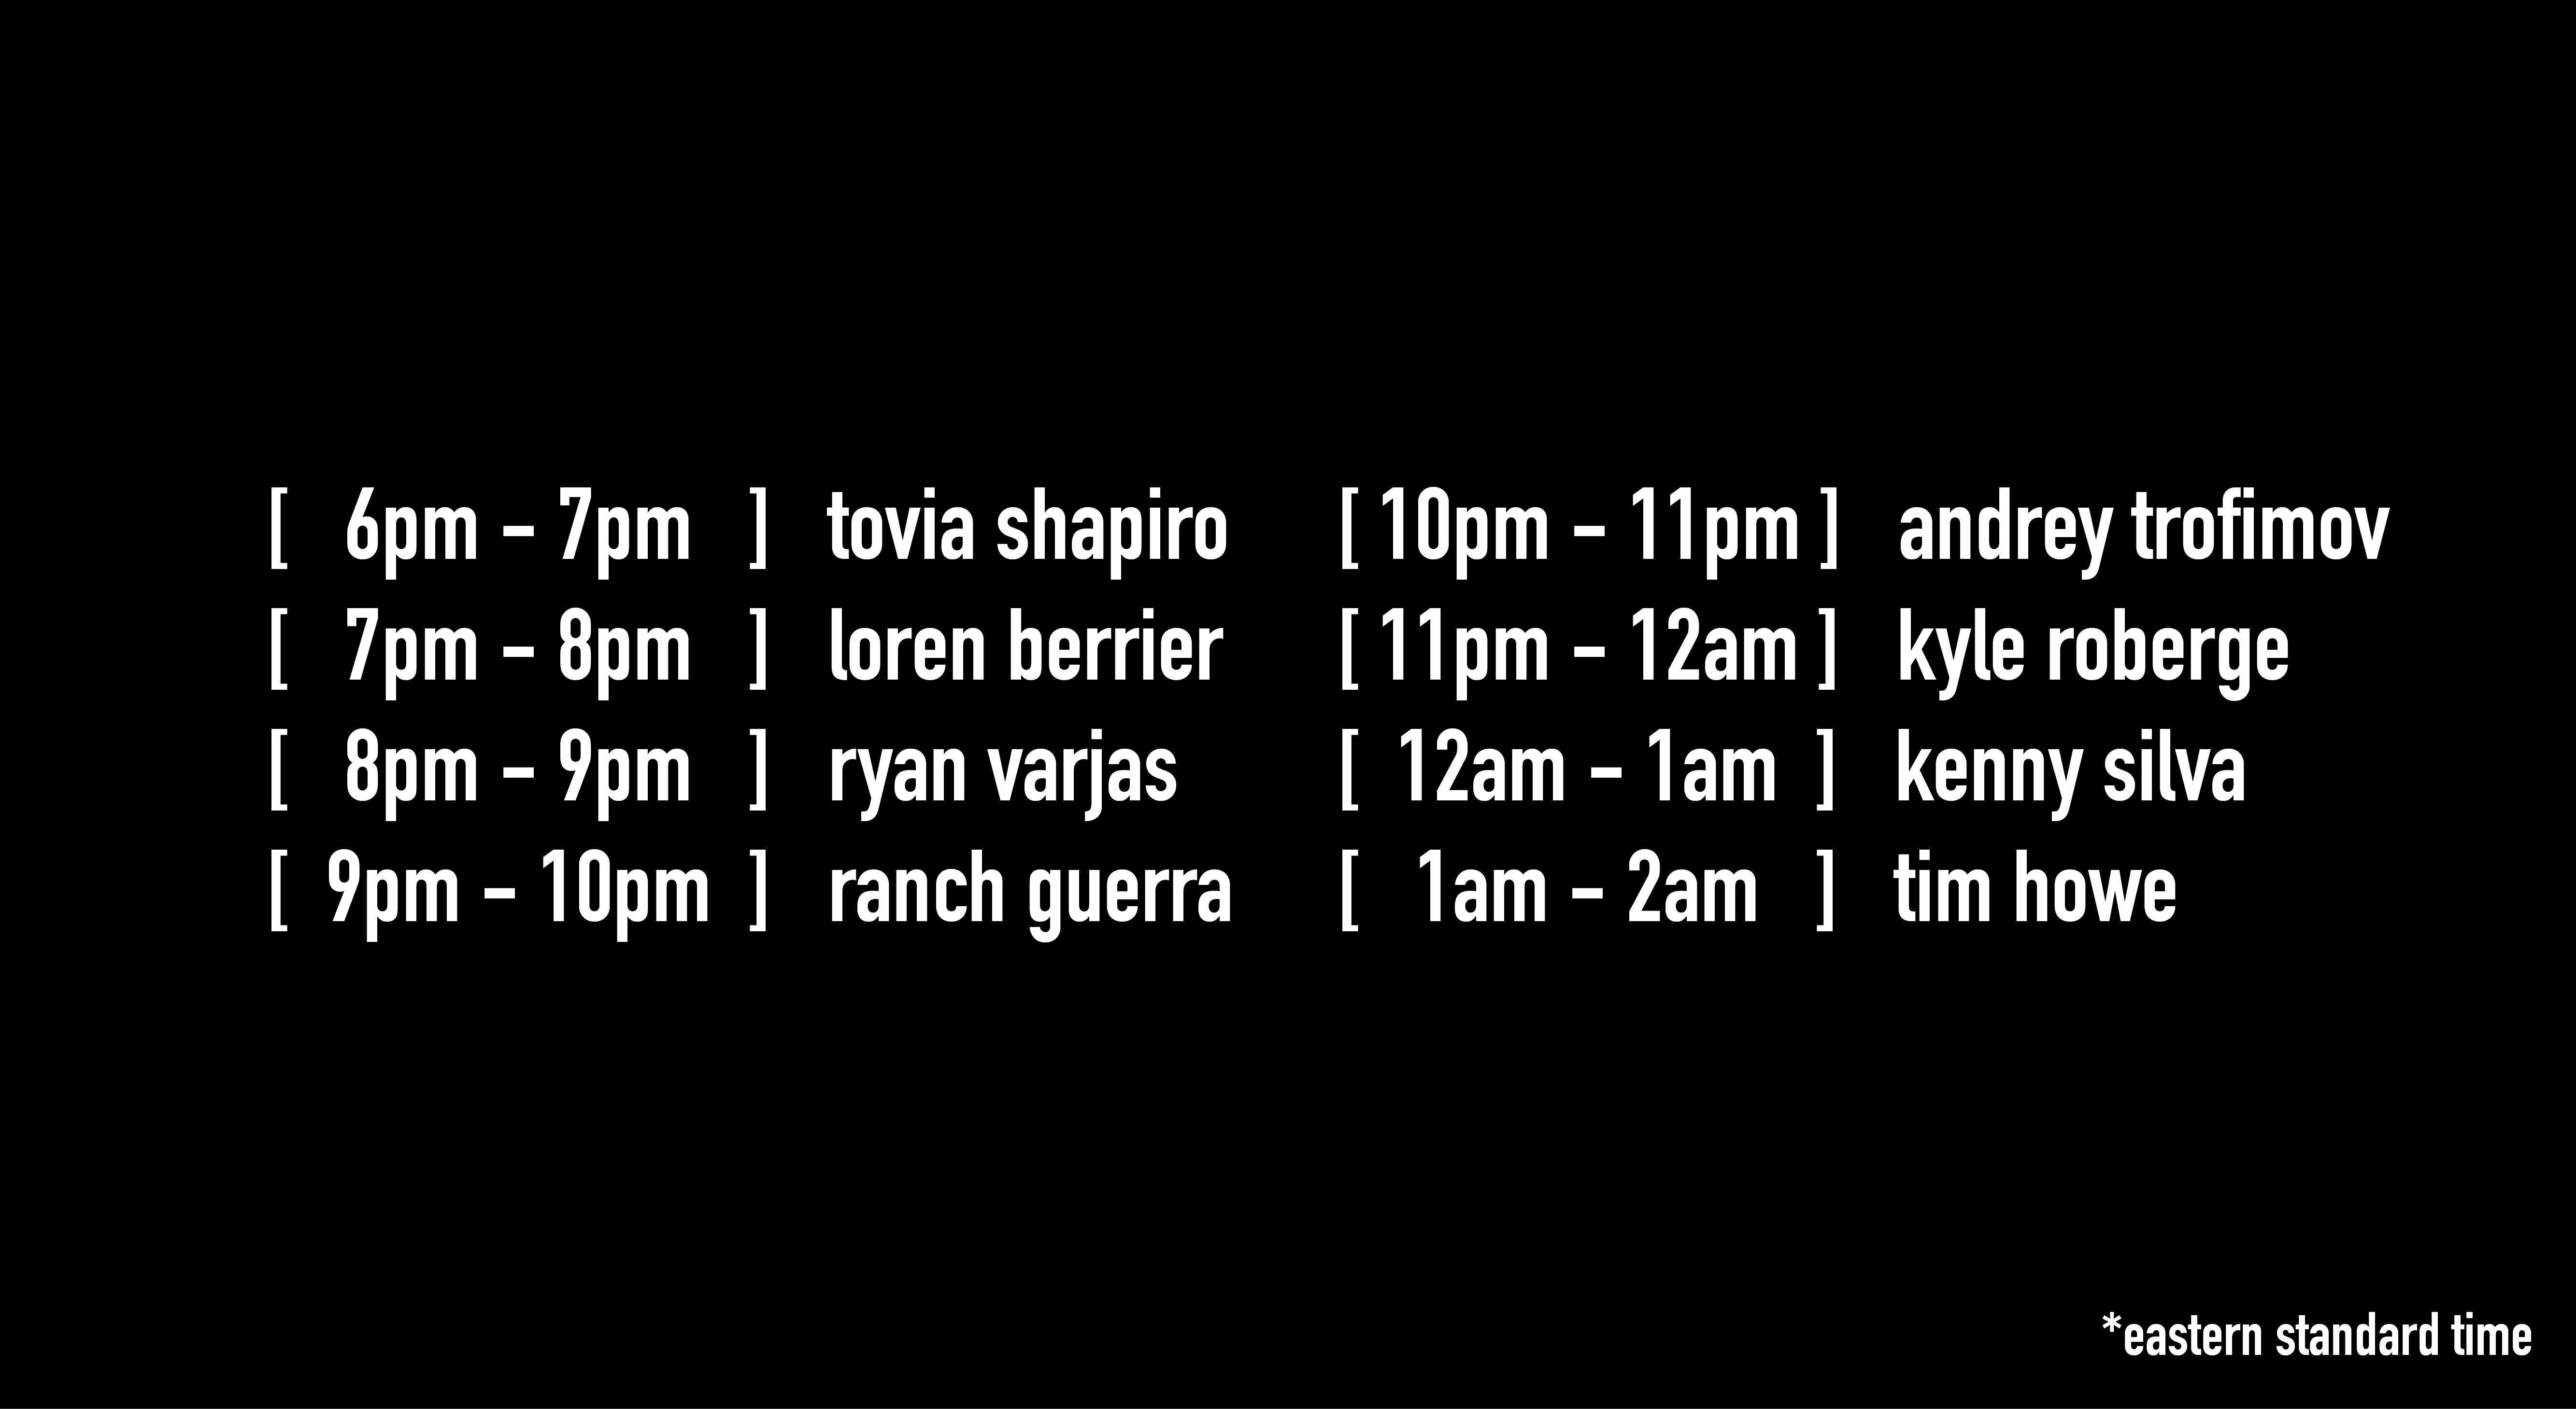 [ 6pm – 7pm ] tovia shapiro
[ 7pm – 8pm ] loren berrier
[ 8pm – 9pm ] ryan varjas
[ 9pm – 10pm ] ranch guerra
[ 10pm – 11pm ] andrey trofimov
[ 11pm – 12am ] kyle roberge
[ 12am – 1am ] kenny silva
[ 1am – 2am ] tim howe
*eastern standard time